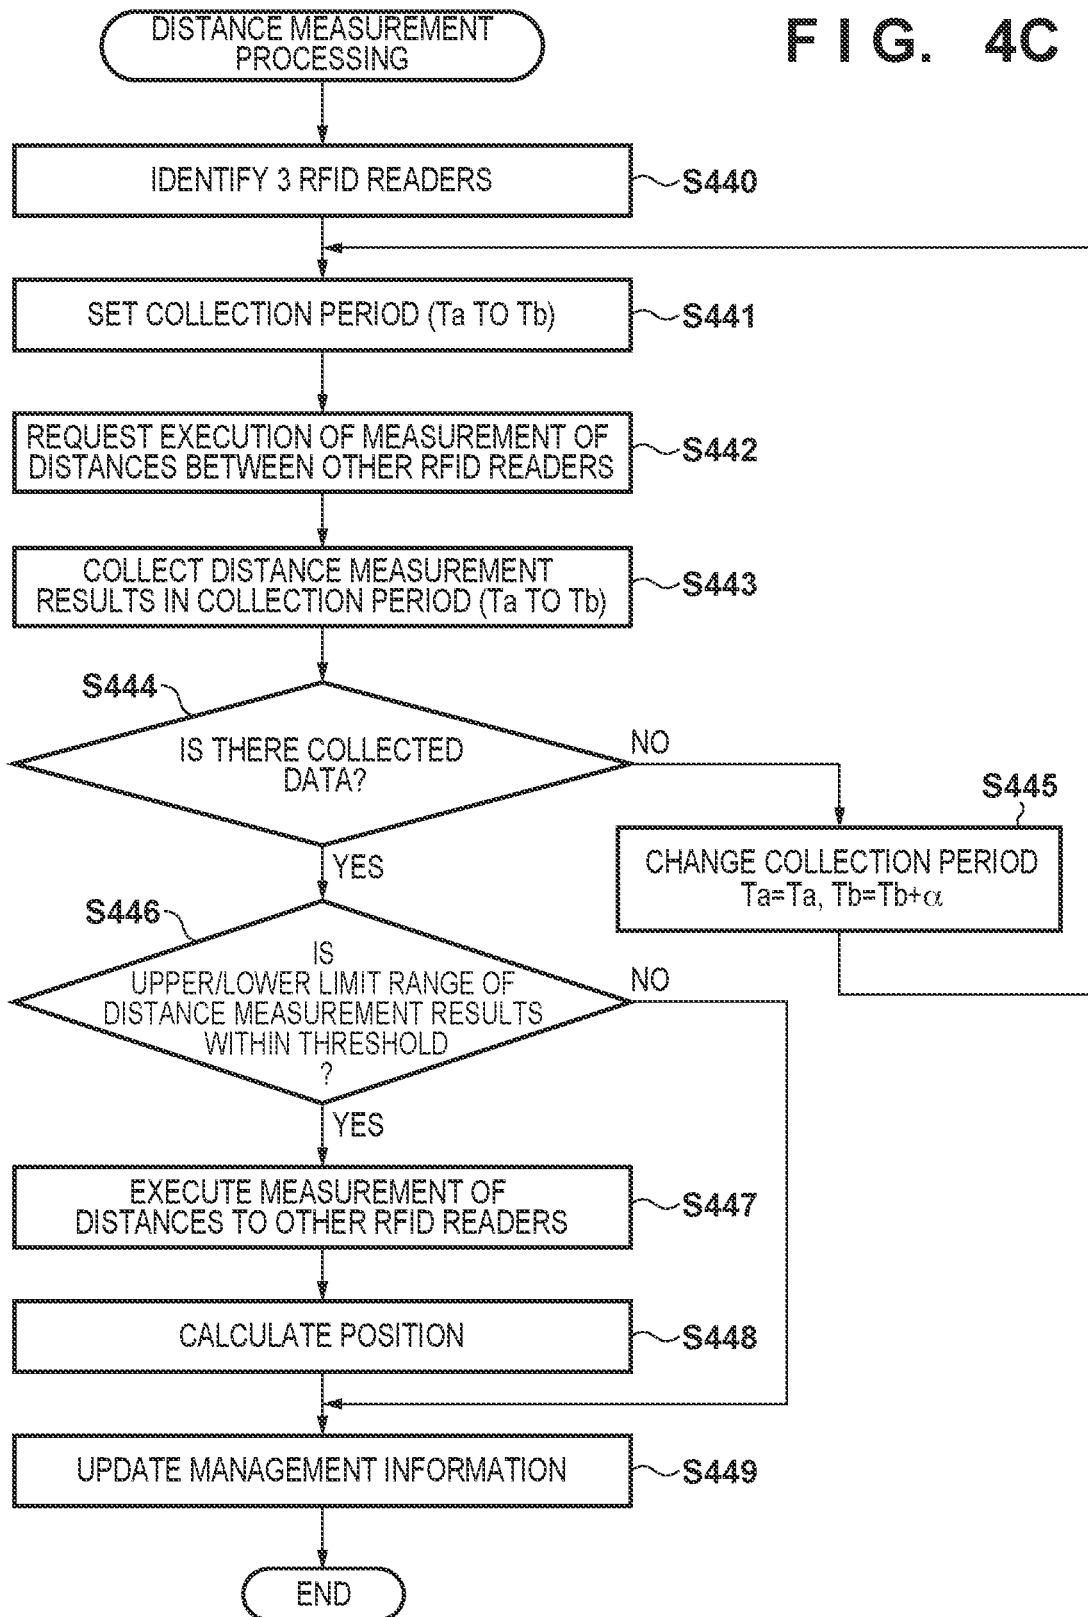 FIG. 4C
DISTANCE MEASUREMENT
PROCESSING
IDENTIFY 3 RFID READERS
S440
SET COLLECTION PERIOD (Ta TO Tb)
S441
REQUEST EXECUTION OF MEASUREMENT OF
DISTANCES BETWEEN OTHER RFID READERS
S442
COLLECT DISTANCE MEASUREMENT
RESULTS IN COLLECTION PERIOD (Ta TO Tb)
S443
S444
IS THERE COLLECTED
DATA?
NO
YES
S445
CHANGE COLLECTION PERIOD
Ta=Ta, Tb=Tb+α
S446
IS
UPPER/LOWER LIMIT RANGE OF
DISTANCE MEASUREMENT RESULTS
WITHIN THRESHOLD
?
NO
YES
EXECUTE MEASUREMENT OF
DISTANCES TO OTHER RFID READERS
S447
CALCULATE POSITION
S448
UPDATE MANAGEMENT INFORMATION
S449
END